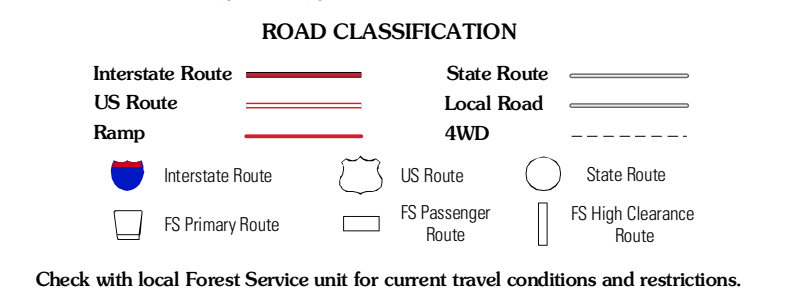 ROAD CLASSIFICATION
Interstate Route
State Route
US Route
Local Road
Ramp
4WD
Interstate Route
US Route
State Route
FS Primary Route
FS Passenger
Route
FS High Clearance
Route
Check with local Forest Service unit for current travel conditions and restrictions.